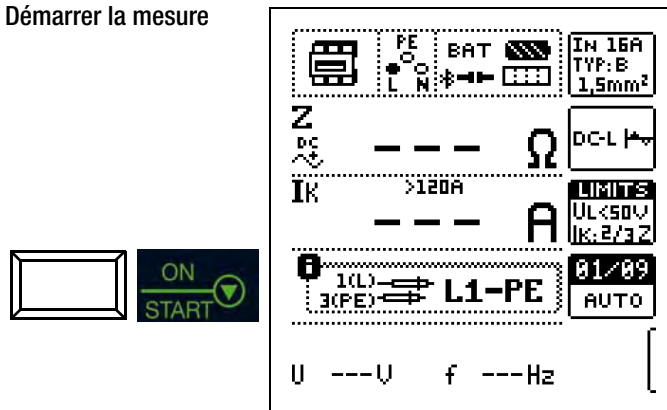 Démarrer la mesure
PE
L N
BAT
IN 16A
TYP:B
1,5mm²
Z
DC
--- Ω
DC-L
IK
>120A
--- A
LIMITS
UL<50V
IK:2/3Z
ON
START
1(L)
3(PE)
L1-PE
01/09
AUTO
U ---V f ---Hz